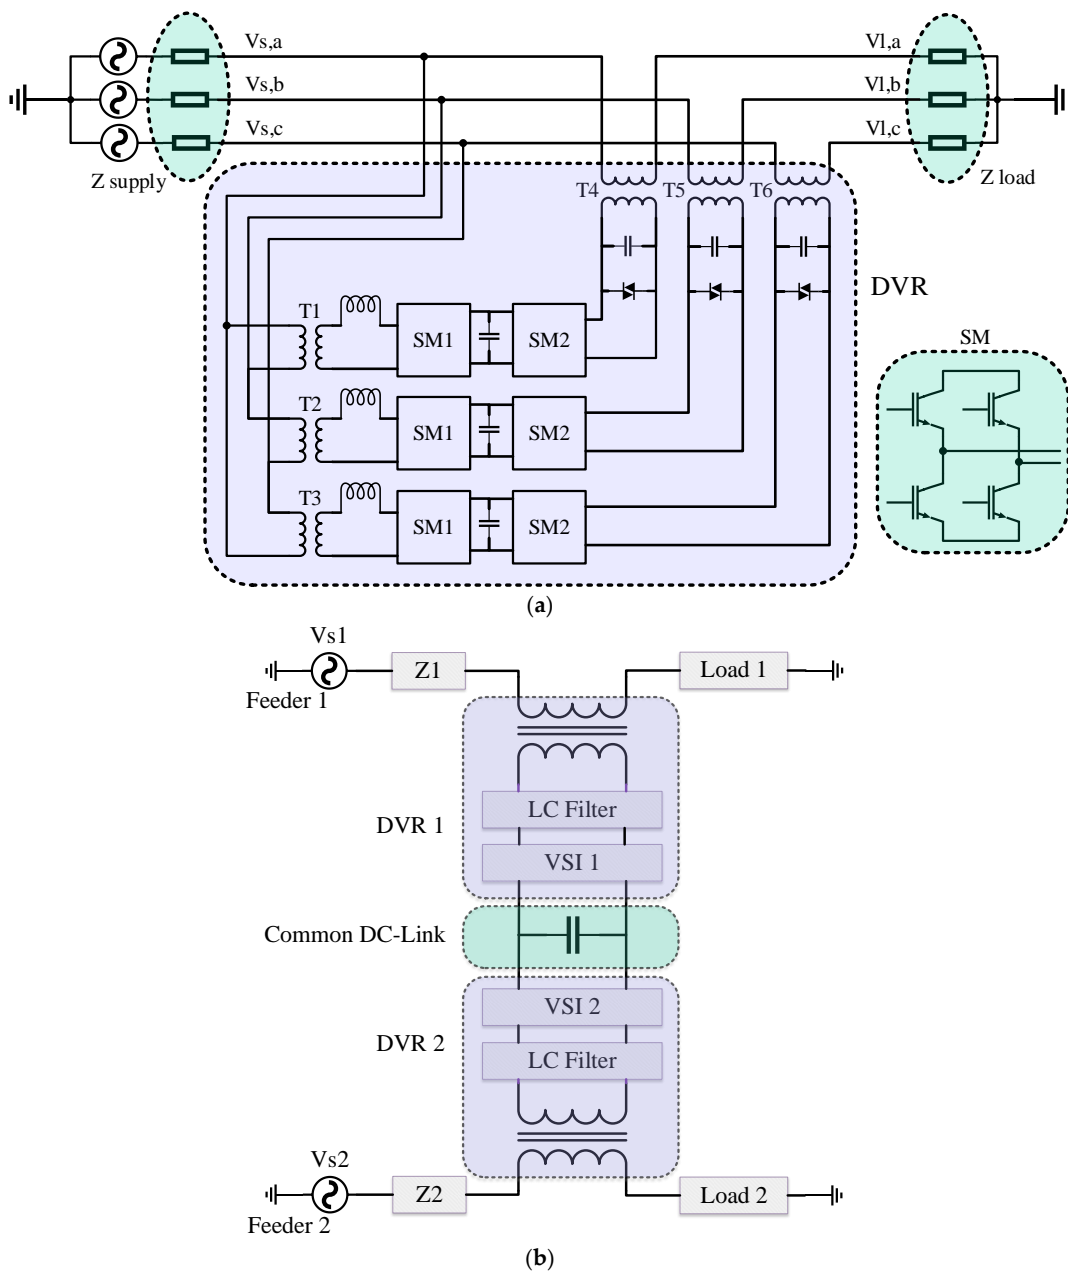 Vs,a
Vl,a
Vs,b
Vl,b
Vs,c
Vl,c
Z supply
Z load
T4
T5
T6
DVR
T1
SM1
SM2
SM
T2
SM1
SM2
T3
SM1
SM2
(a)
Vs1
Z1
Load 1
Feeder 1
LC Filter
DVR 1
VSI 1
Common DC-Link
VSI 2
DVR 2
LC Filter
Vs2
Z2
Load 2
Feeder 2
(b)